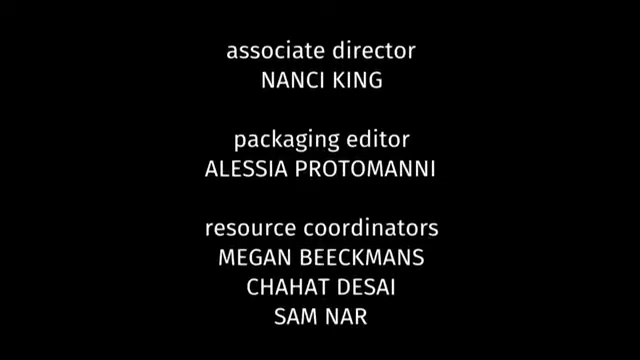 associate director
NANCI KING
packaging editor
ALESSIA PROTOMANNI
resource coordinators
MEGAN BEECKMANS
CHAHAT DESAI
SAM NAR